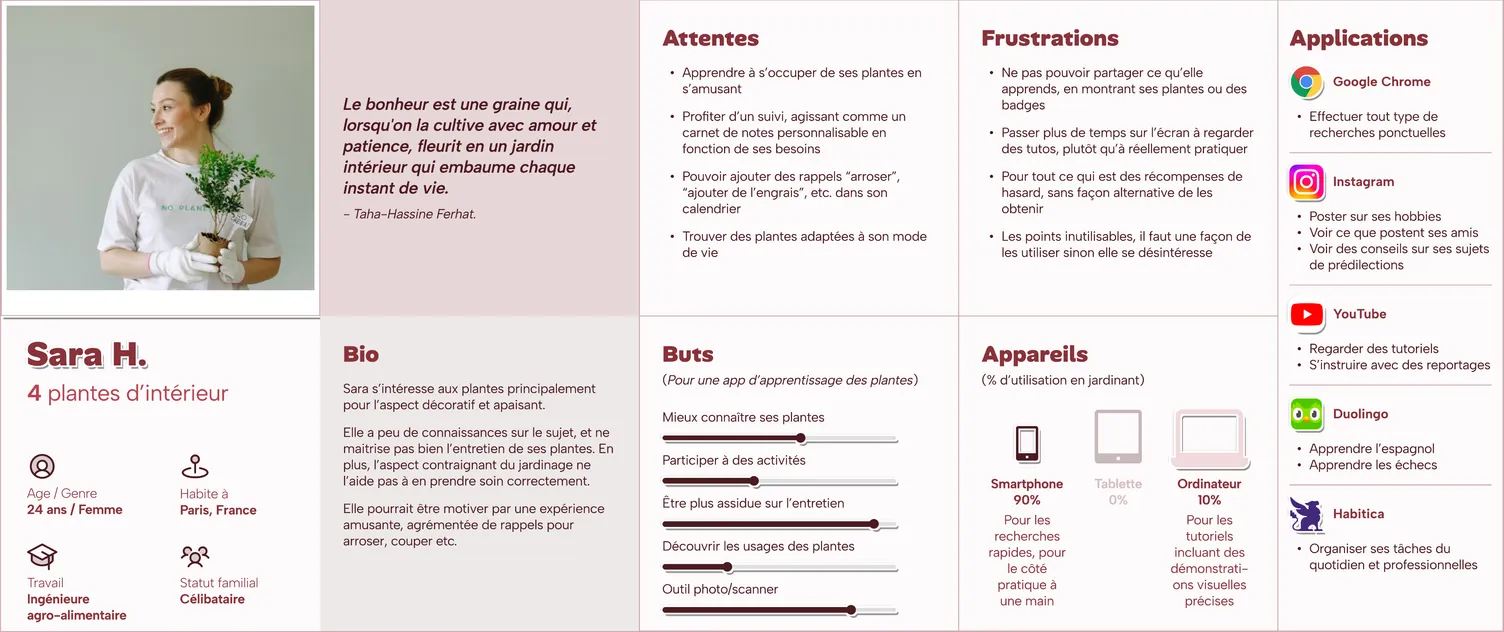 NO PLANET
Le bonheur est une graine qui,
lorsqu'on la cultive avec amour et
patience, fleurit en un jardin
intérieur qui embaume chaque
instant de vie.
– Taha-Hassine Ferhat.
Attentes
• Apprendre à s'occuper de ses plantes en
s'amusant
• Profiter d'un suivi, agissant comme un
carnet de notes personnalisable en
fonction de ses besoins
• Pouvoir ajouter des rappels "arroser",
"ajouter de l'engrais", etc. dans son
calendrier
• Trouver des plantes adaptées à son mode
de vie
Frustrations
• Ne pas pouvoir partager ce qu'elle
apprends, en montrant ses plantes ou des
badges
• Passer plus de temps sur l'écran à regarder
des tutos, plutôt qu'à réellement pratiquer
• Pour tout ce qui est des récompenses de
hasard, sans façon alternative de les
obtenir
• Les points inutilisables, il faut une façon de
les utiliser sinon elle se désintéresse
Applications
Google Chrome
• Effectuer tout type de
recherches ponctuelles
Instagram
• Poster sur ses hobbies
• Voir ce que postent ses amis
• Voir des conseils sur ses sujets
de prédilections
YouTube
• Regarder des tutoriels
• S'instruire avec des reportages
Duolingo
• Apprendre l'espagnol
• Apprendre les échecs
Habitica
• Organiser ses tâches du
quotidien et professionnelles
Sara H.
4 plantes d'intérieur
Age / Genre
24 ans / Femme
Habite à
Paris, France
Travail
Ingénieure
agro-alimentaire
Statut familial
Célibataire
Bio
Sara s'intéresse aux plantes principalement
pour l'aspect décoratif et apaisant.
Elle a peu de connaissances sur le sujet, et ne
maitrise pas bien l'entretien de ses plantes. En
plus, l'aspect contraignant du jardinage ne
l'aide pas à en prendre soin correctement.
Elle pourrait être motiver par une expérience
amusante, agrémentée de rappels pour
arroser, couper etc.
Buts
(Pour une app d'apprentissage des plantes)
Mieux connaître ses plantes
Participer à des activités
Être plus assidue sur l'entretien
Découvrir les usages des plantes
Outil photo/scanner
Appareils
(% d'utilisation en jardinant)
Smartphone
90%
Pour les
recherches
rapides, pour
le côté
pratique à
une main
Tablette
0%
Ordinateur
10%
Pour les
tutoriels
incluant des
démonstrati-
ons visuelles
précises